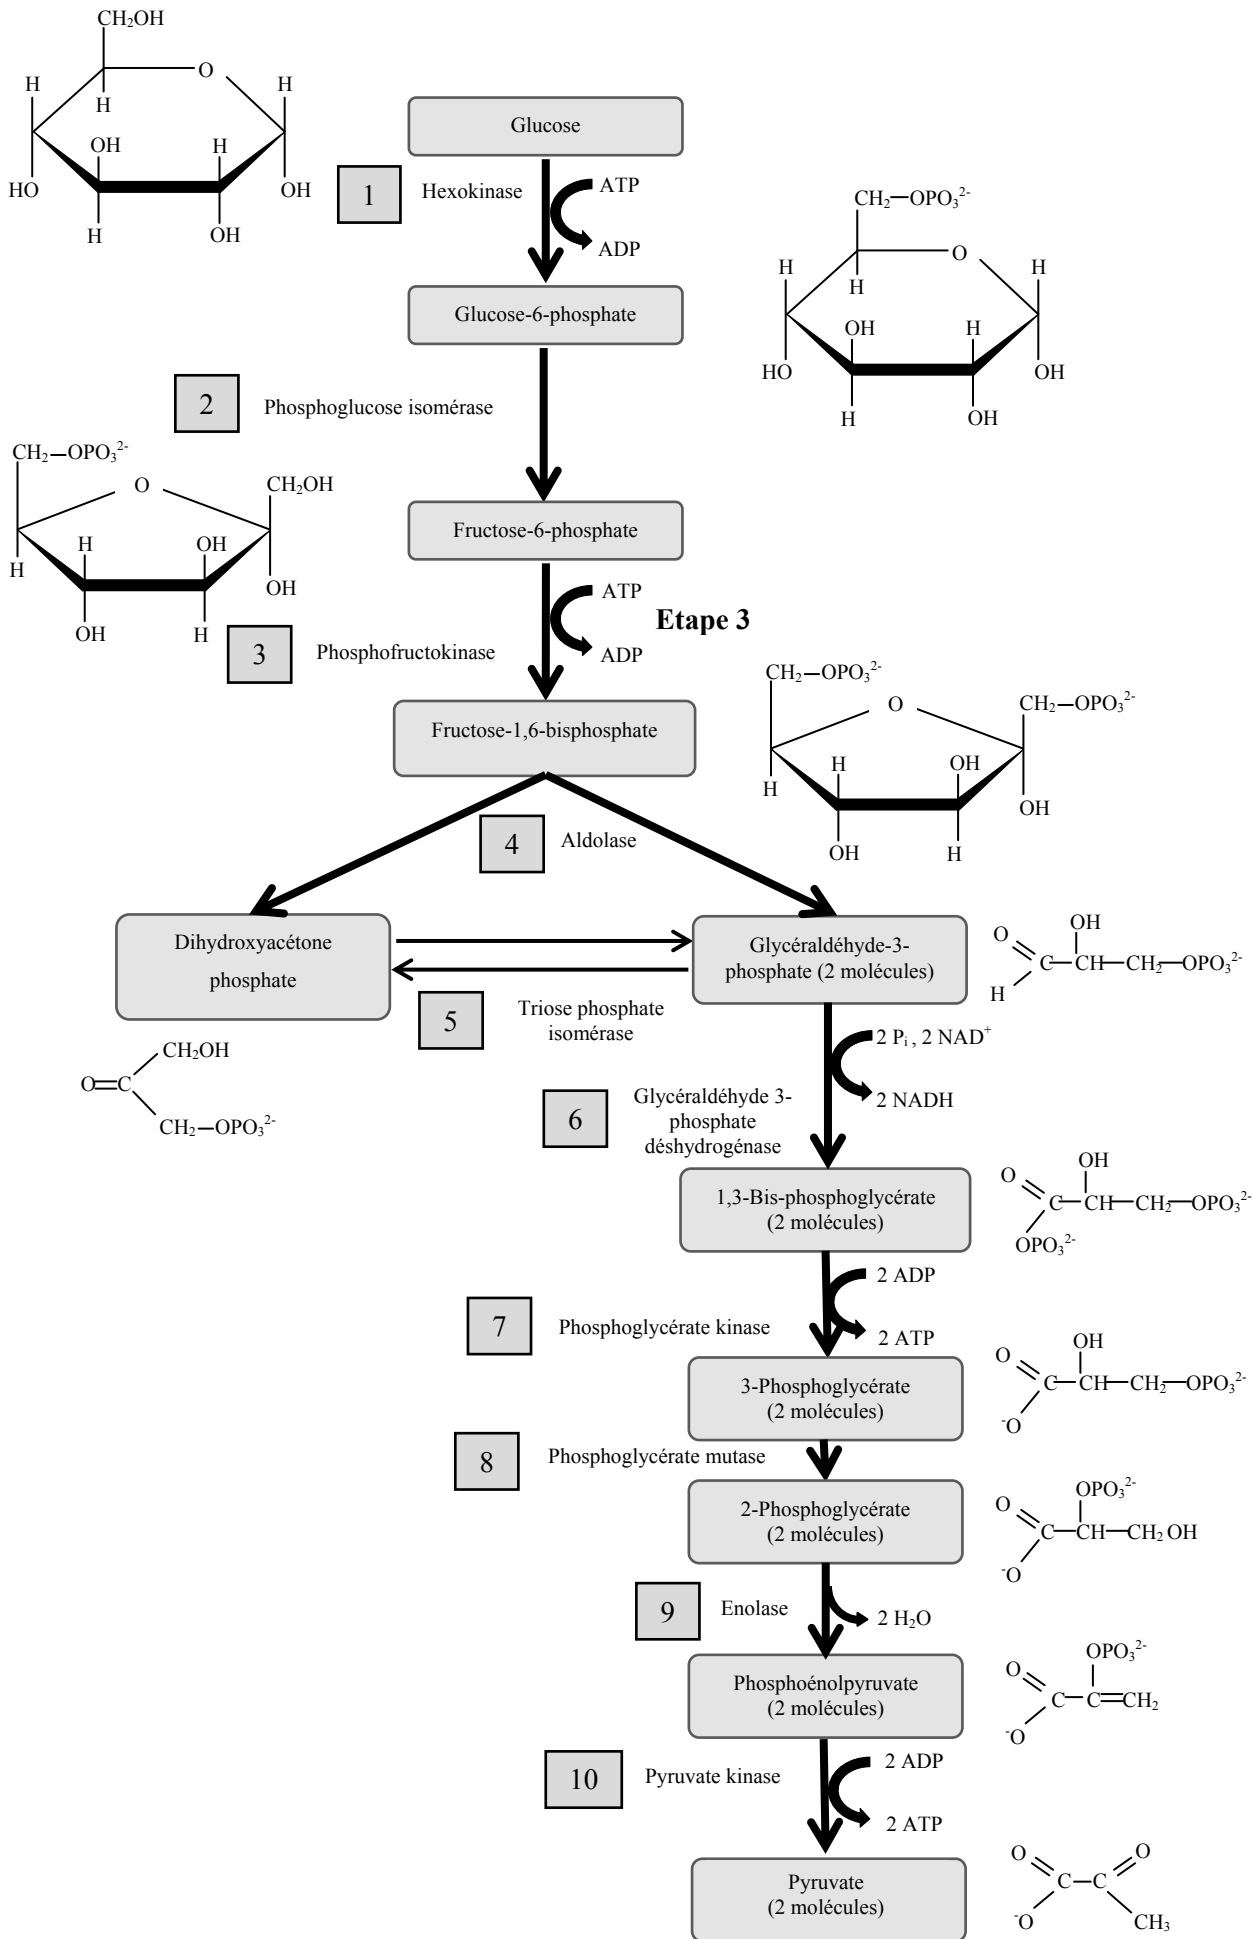 CH₂OH
O
H
H
H
OH
H
HO
OH
H
OH
Glucose
1
Hexokinase
ATP
ADP
Glucose-6-phosphate
CH₂—OPO₃²⁻
O
H
H
H
OH
H
HO
OH
H
OH
2
Phosphoglucose isomérase
CH₂—OPO₃²⁻
O
CH₂OH
H
OH
H
OH
OH
H
Fructose-6-phosphate
3
Phosphofructokinase
ATP
ADP
Etape 3
Fructose-1,6-bisphosphate
CH₂—OPO₃²⁻
O
CH₂—OPO₃²⁻
H
OH
H
OH
OH
H
4
Aldolase
Dihydroxyacétone
phosphate
Glycéraldéhyde-3-
phosphate (2 molécules)
OH
O
C—CH—CH₂—OPO₃²⁻
H
5
Triose phosphate
isomérase
CH₂OH
O=C
CH₂—OPO₃²⁻
2 Pᵢ , 2 NAD⁺
2 NADH
6
Glycéraldéhyde 3-
phosphate
déshydrogénase
1,3-Bis-phosphoglycérate
(2 molécules)
OH
O
C—CH—CH₂—OPO₃²⁻
OPO₃²⁻
2 ADP
2 ATP
7
Phosphoglycérate kinase
3-Phosphoglycérate
(2 molécules)
OH
O
C—CH—CH₂—OPO₃²⁻
⁻O
8
Phosphoglycérate mutase
2-Phosphoglycérate
(2 molécules)
OPO₃²⁻
O
C—CH—CH₂ OH
⁻O
9
Enolase
2 H₂O
Phosphoénolpyruvate
(2 molécules)
OPO₃²⁻
O
C—C=CH₂
⁻O
10
Pyruvate kinase
2 ADP
2 ATP
Pyruvate
(2 molécules)
O
O
C—C
⁻O
CH₃